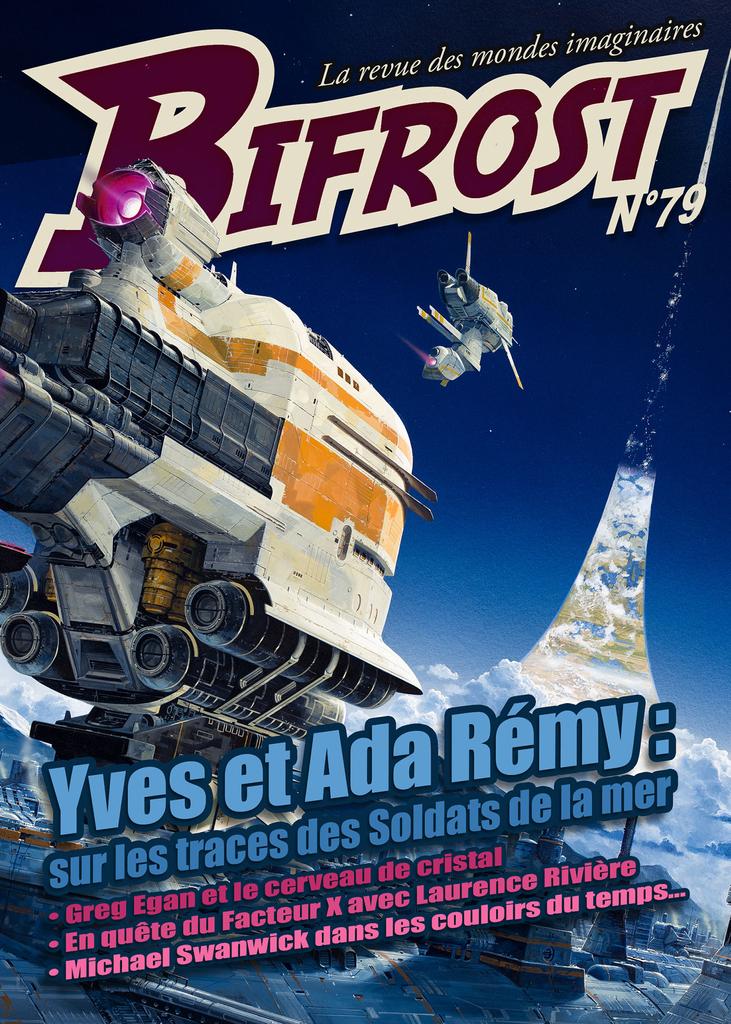 La revue des mondes imaginaires
BIFROST
N°79
Yves et Ada Rémy :
sur les traces des Soldats de la mer
• Greg Egan et le cerveau de cristal
• En quête du Facteur X avec Laurence Rivière
• Michael Swanwick dans les couloirs du temps...